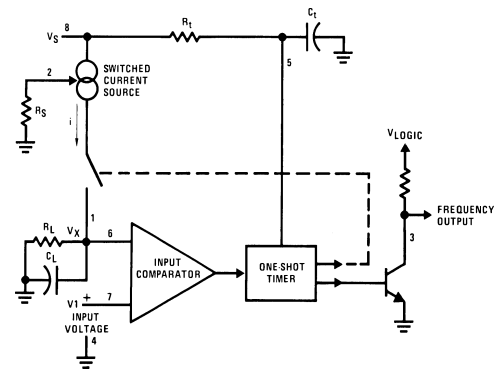 Ct
Rt
8
VS
5
2
SWITCHED
CURRENT
SOURCE
RS
i
VLOGIC
1
RL
VX
6
FREQUENCY
OUTPUT
CL
INPUT
COMPARATOR
ONE-SHOT
TIMER
3
V1
+
7
INPUT
VOLTAGE
4